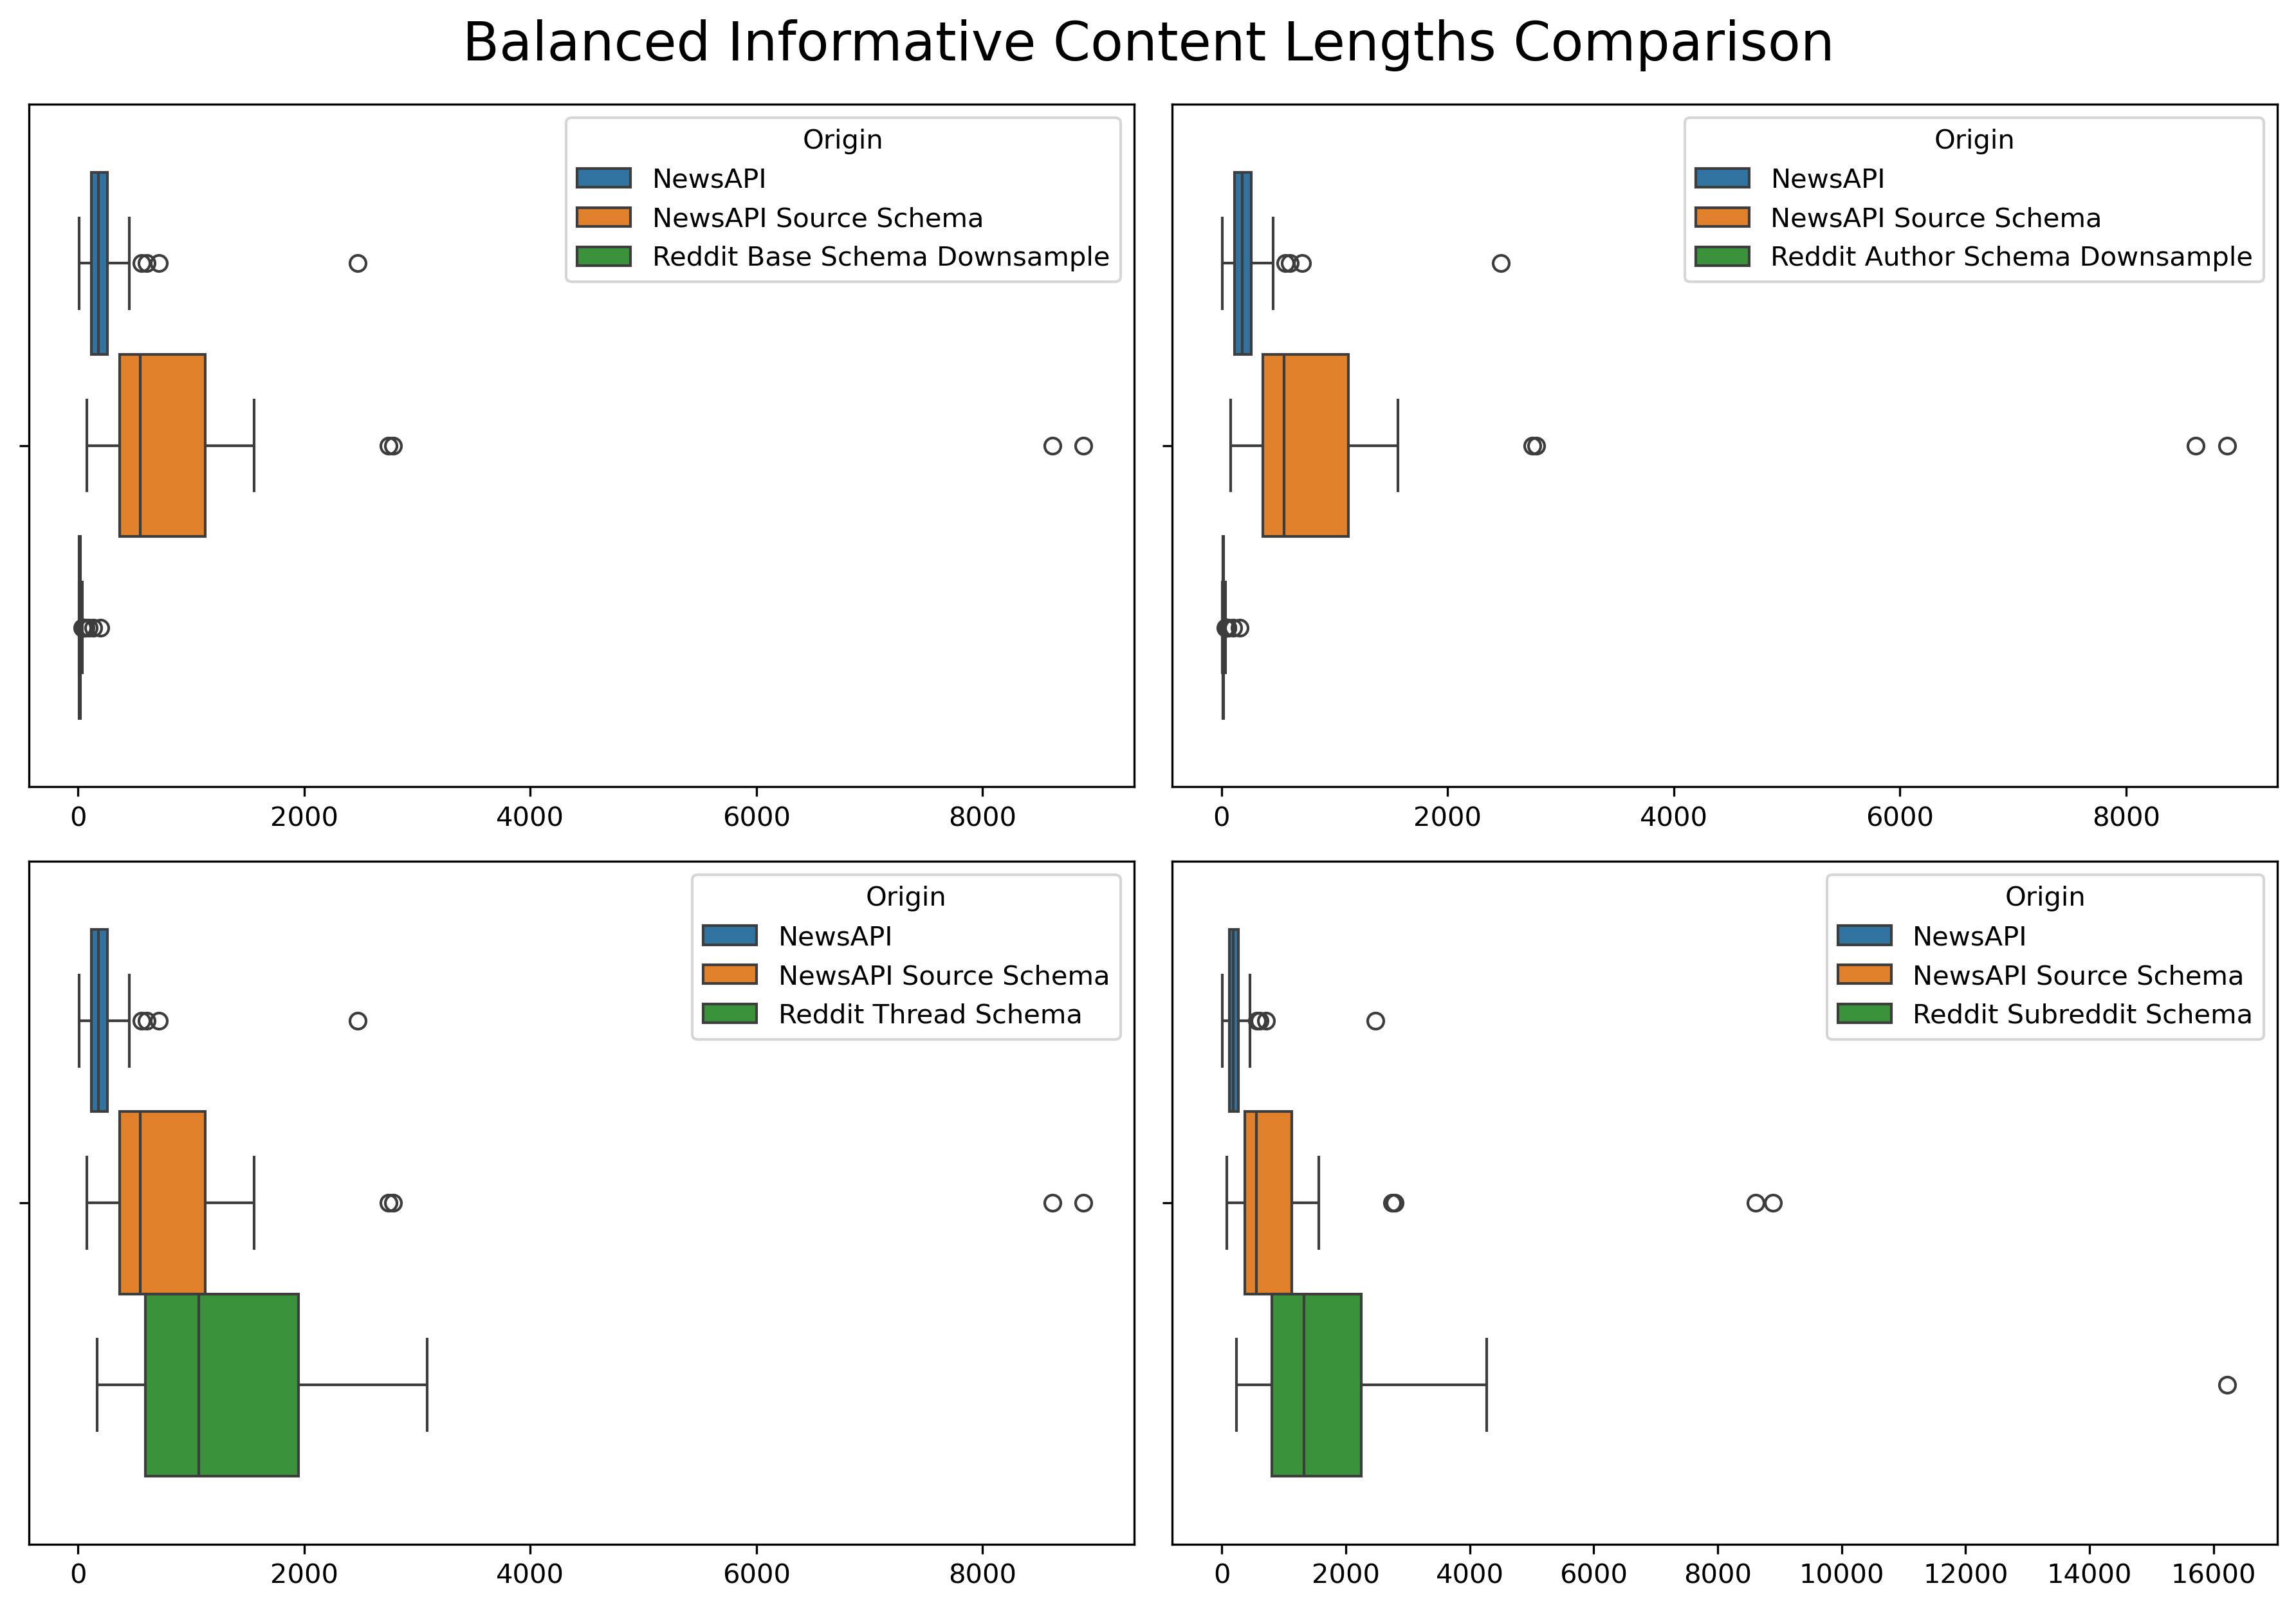 Balanced Informative Content Lengths Comparison
Origin
NewsAPI
NewsAPI Source Schema
Reddit Base Schema Downsample
0 2000 4000 6000 8000
Origin
NewsAPI
NewsAPI Source Schema
Reddit Author Schema Downsample
0 2000 4000 6000 8000
Origin
NewsAPI
NewsAPI Source Schema
Reddit Thread Schema
0 2000 4000 6000 8000
Origin
NewsAPI
NewsAPI Source Schema
Reddit Subreddit Schema
0 2000 4000 6000 8000 10000 12000 14000 16000